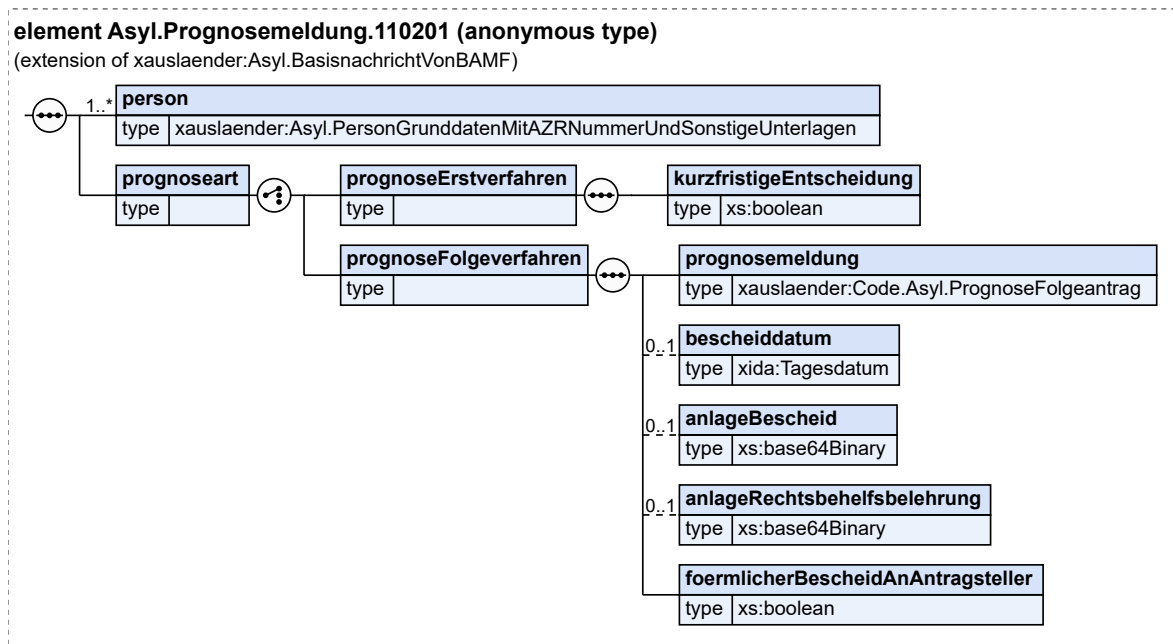 element Asyl.Prognosemeldung.110201 (anonymous type)
(extension of xauslaender:Asyl.BasisnachrichtVonBAMF)
1..* person
type xauslaender:Asyl.PersonGrunddatenMitAZRNummerUndSonstigeUnterlagen
prognoseart
type
prognoseErstverfahren
type
kurzfristigeEntscheidung
type xs:boolean
prognoseFolgeverfahren
type
prognosemeldung
type xauslaender:Code.Asyl.PrognoseFolgeantrag
0..1 bescheiddatum
type xida:Tagesdatum
0..1 anlageBescheid
type xs:base64Binary
0..1 anlageRechtsbehelfsbelehrung
type xs:base64Binary
foermlicherBescheidAnAntragsteller
type xs:boolean